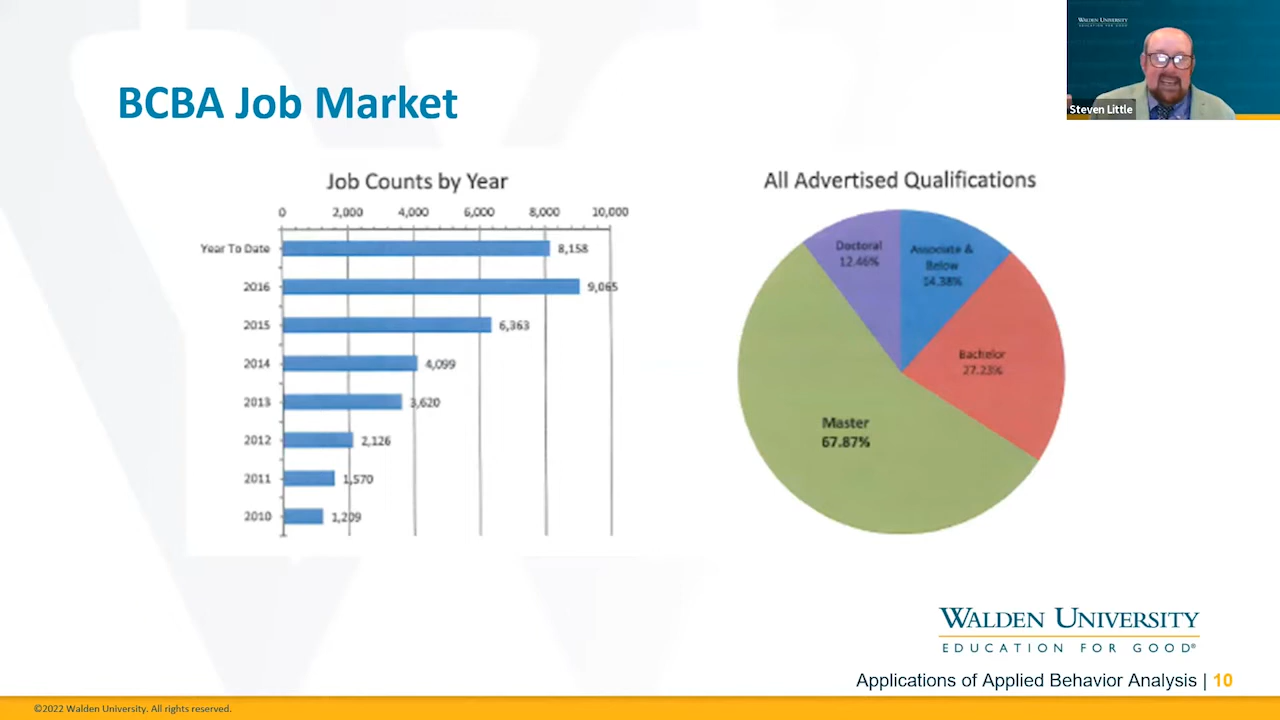 WALDEN UNIVERSITY
EDUCATION FOR GOOD
Steven Little
BCBA Job Market
Job Counts by Year
0 2,000 4,000 6,000 8,000 10,000
Year To Date 8,158
2016 9,065
2015 6,363
2014 4,099
2013 3,620
2012 2,126
2011 1,570
2010 1,209
All Advertised Qualifications
Doctoral
12.46%
Associate &
Below
14.38%
Bachelor
27.23%
Master
67.87%
WALDEN UNIVERSITY
EDUCATION FOR GOOD®
Applications of Applied Behavior Analysis | 10
©2022 Walden University. All rights reserved.